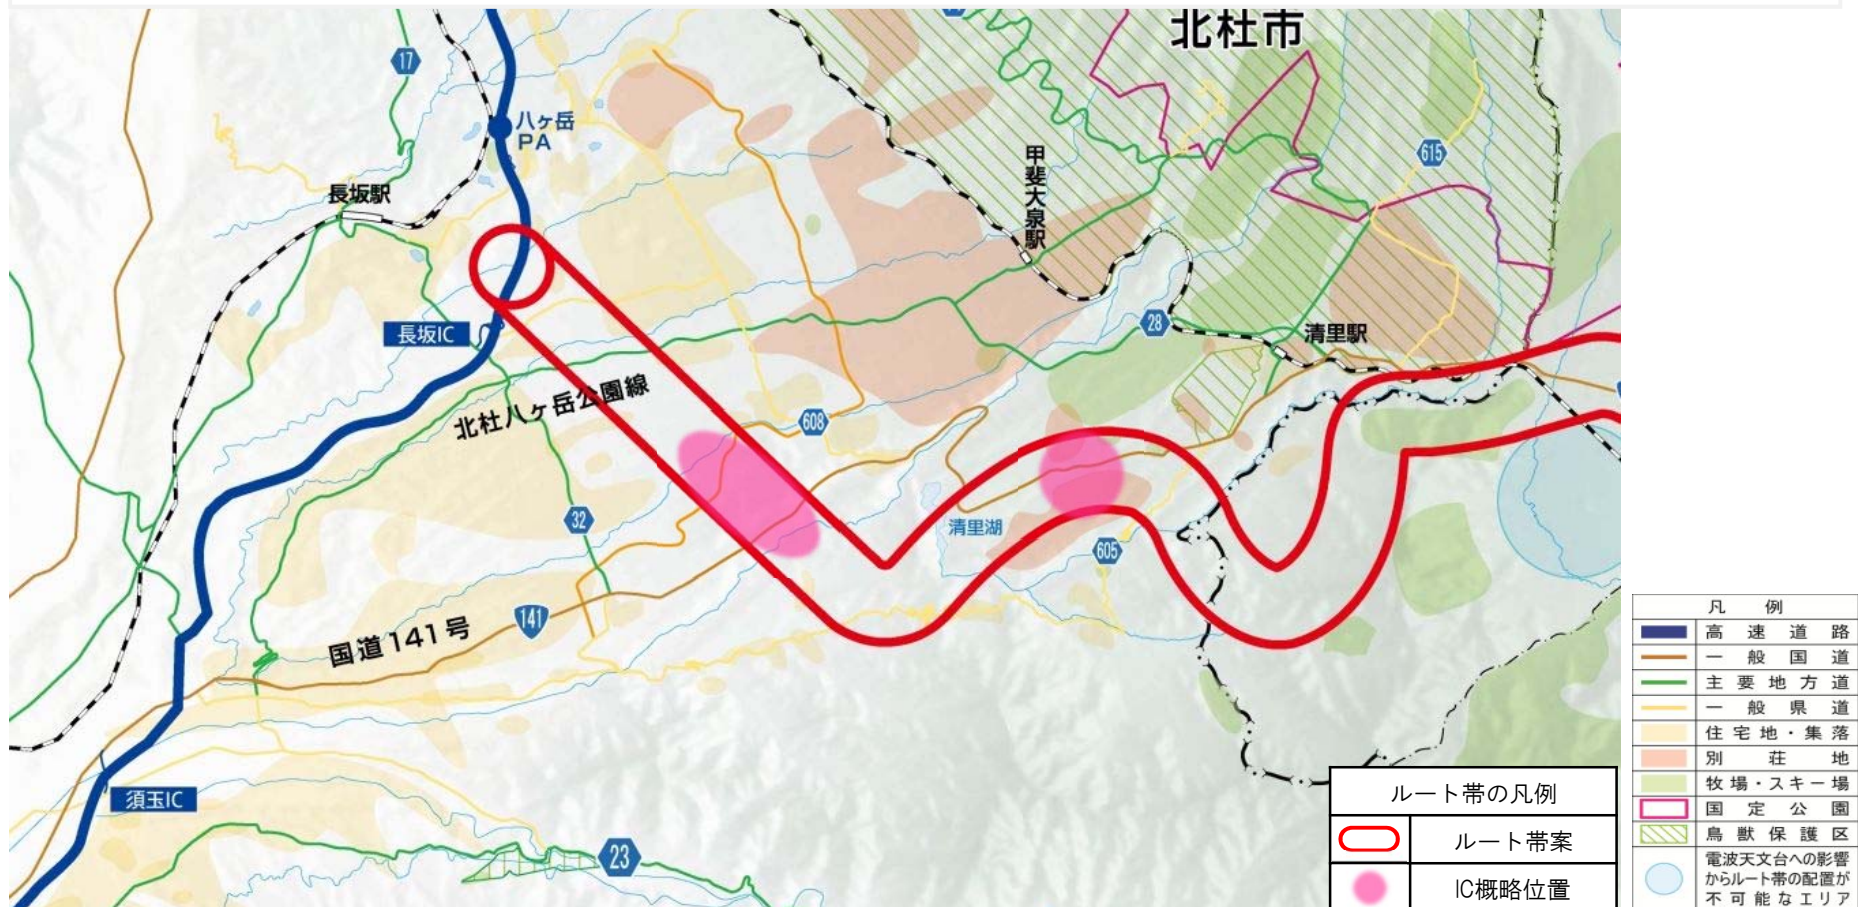 北杜市
17
八ヶ岳
PA
長坂駅
甲斐大泉駅
615
長坂IC
28
清里駅
北杜八ヶ岳公園線
608
32
清里湖
605
141
国道141号
須玉IC
23
ルート帯の凡例
ルート帯案
IC概略位置
凡 例
高速道路
一般国道
主要地方道
一般県道
住宅地・集落
別荘地
牧場・スキー場
国定公園
鳥獣保護区
電波天文台への影響
からルート帯の配置が
不可能なエリア